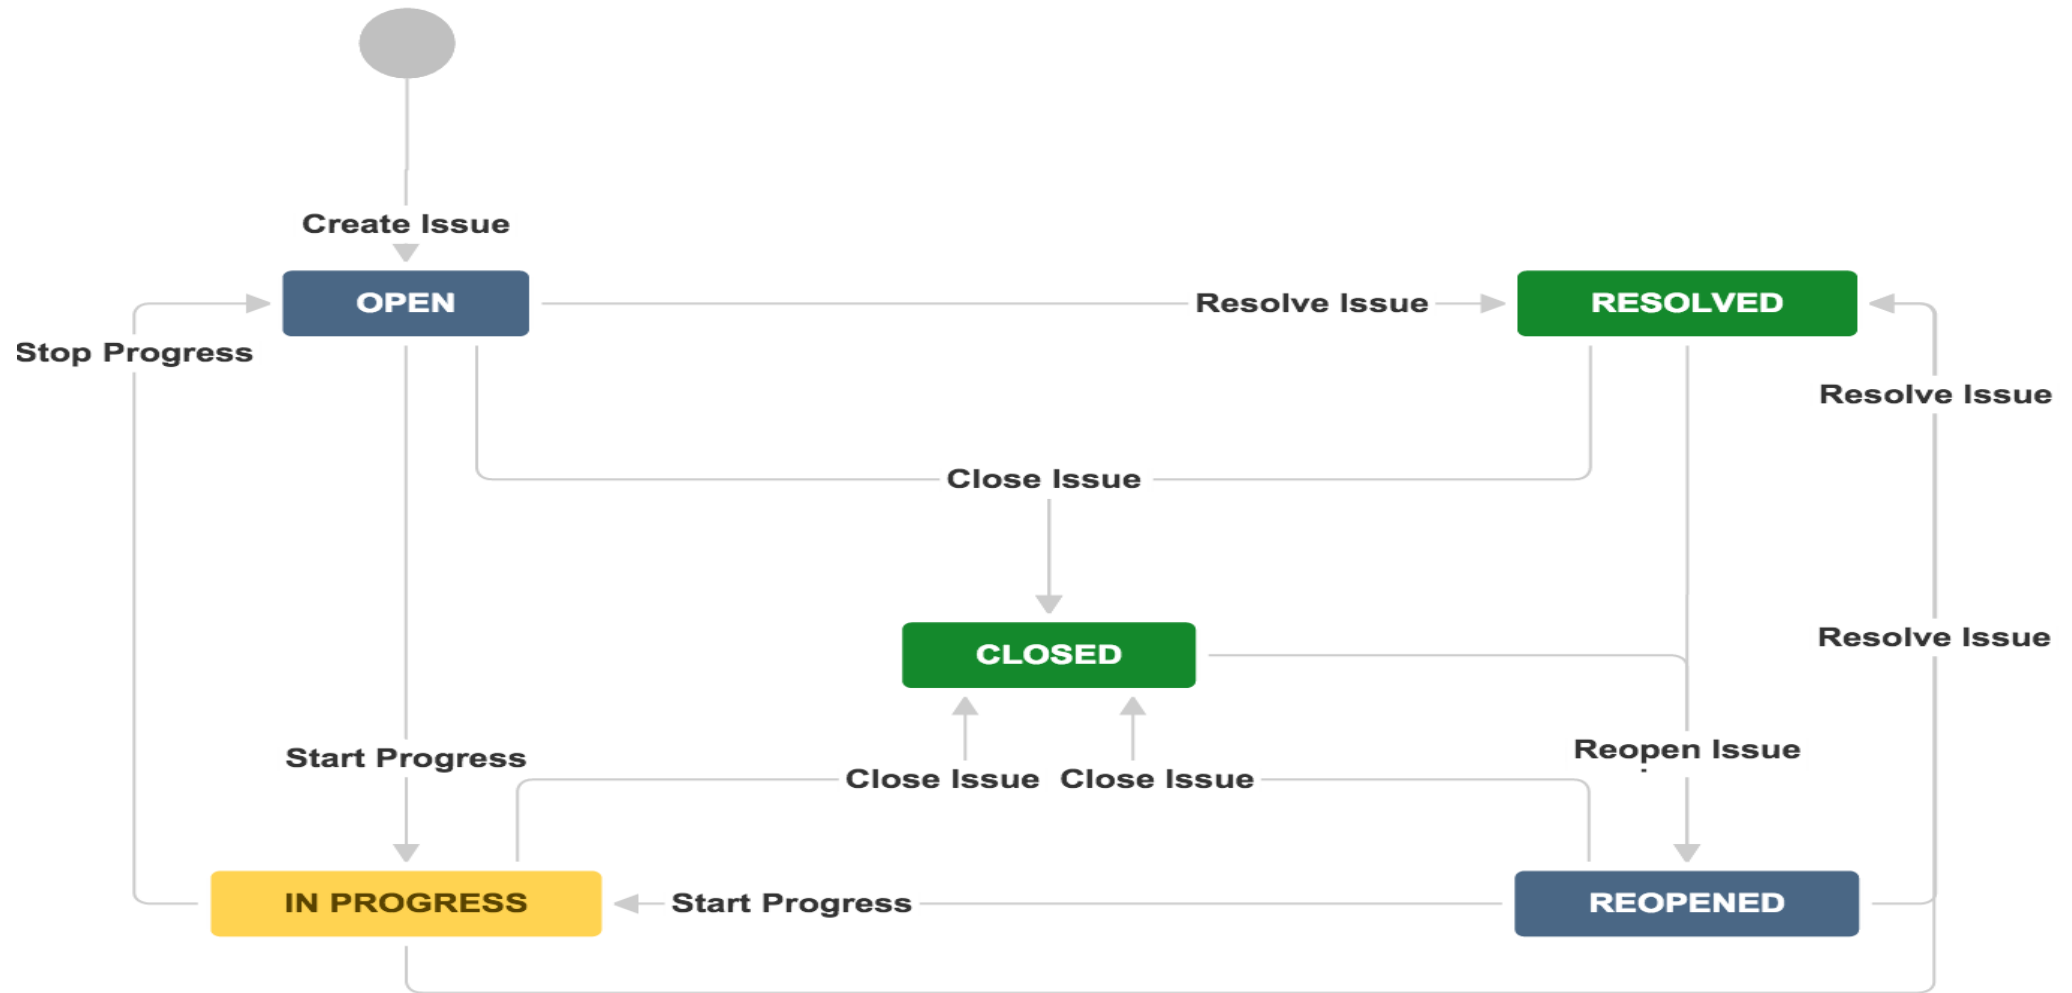 Create Issue
OPEN
Resolve Issue
RESOLVED
Stop Progress
Resolve Issue
Close Issue
Resolve Issue
CLOSED
Reopen Issue
Start Progress
Close Issue
Close Issue
IN PROGRESS
Start Progress
REOPENED